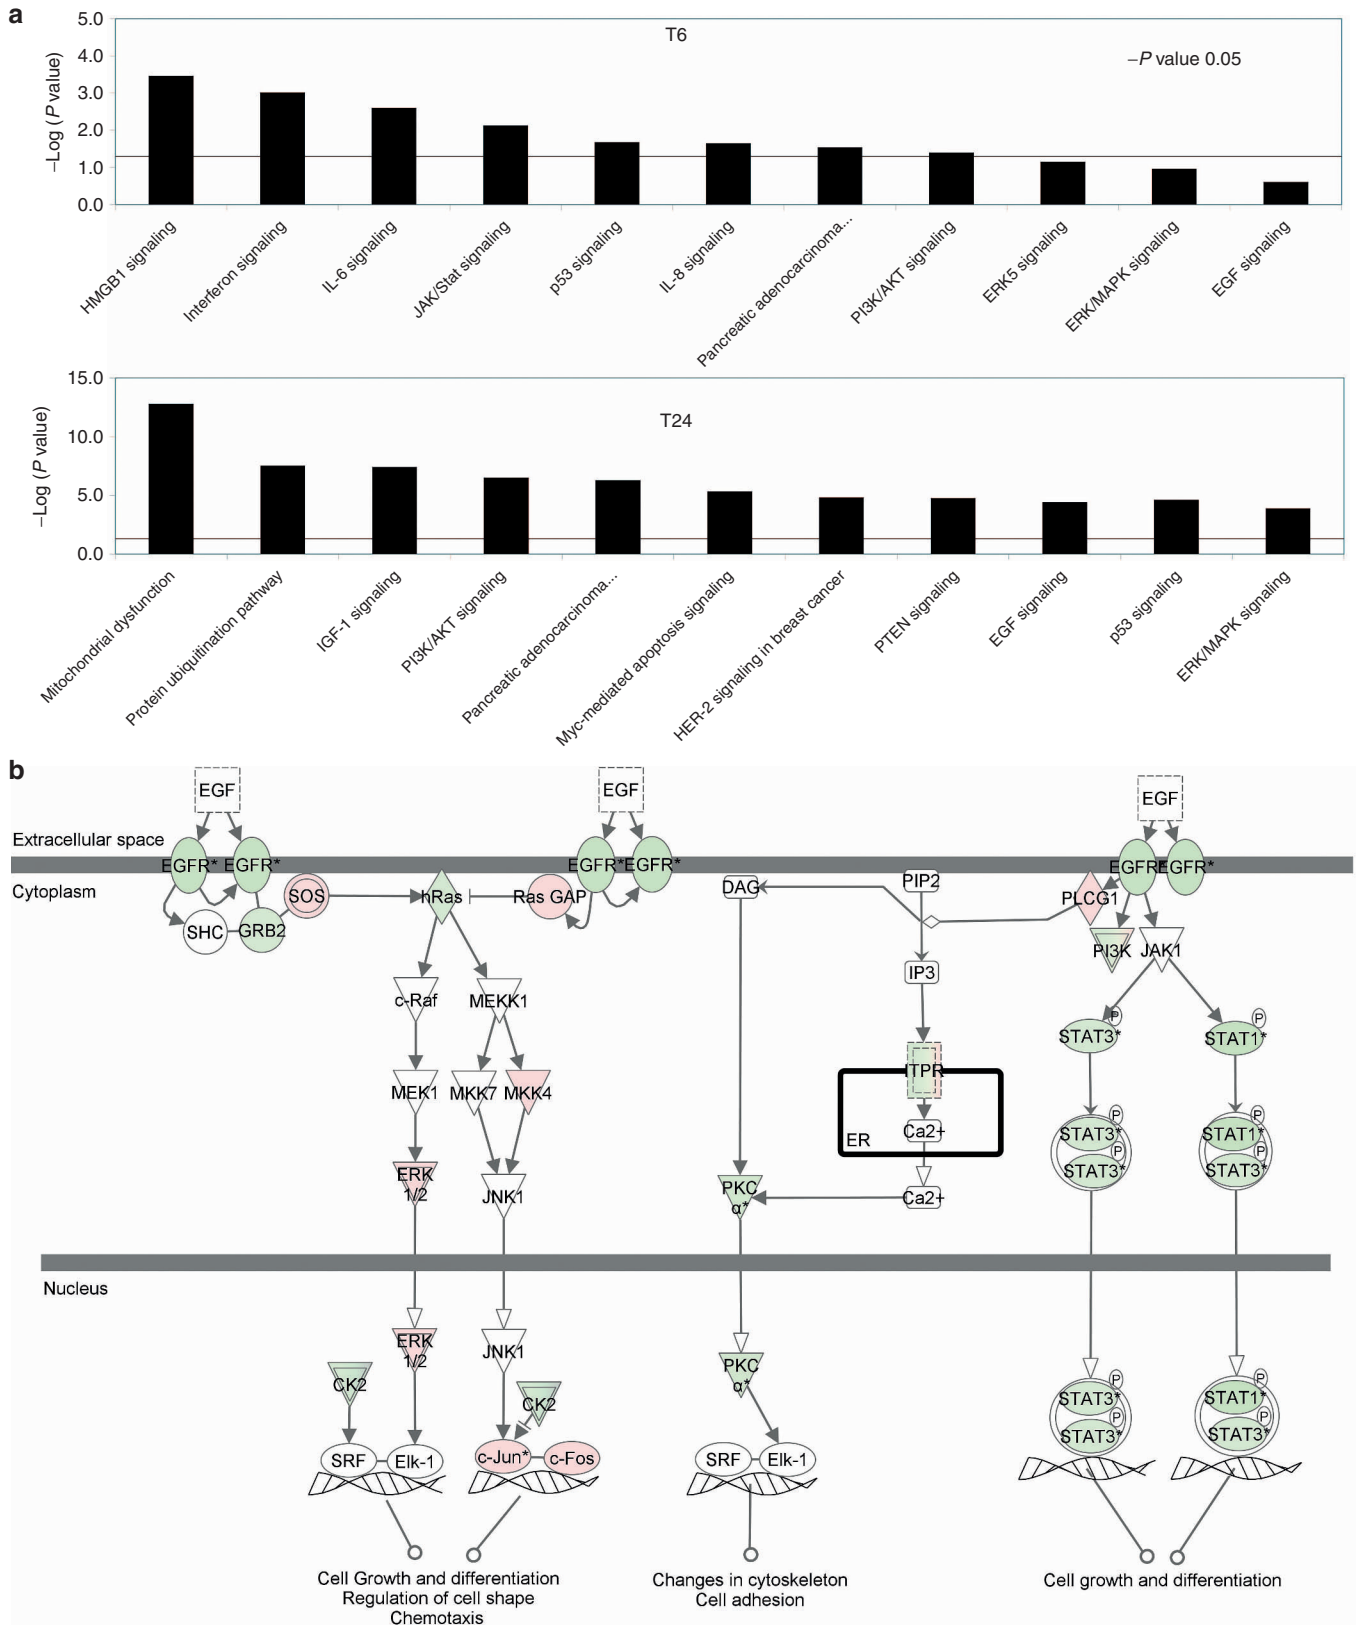 a
5.0
T6
4.0
–P value 0.05
3.0
2.0
1.0
0.0
–Log (P value)
HMGB1 signaling
Interferon signaling
IL-6 signaling
JAK/Stat signaling
p53 signaling
IL-8 signaling
Pancreatic adenocarcinoma...
PI3K/AKT signaling
ERK5 signaling
ERK/MAPK signaling
EGF signaling
15.0
T24
10.0
5.0
0.0
–Log (P value)
Mitochondrial dysfunction
Protein ubiquitination pathway
IGF-1 signaling
PI3K/AKT signaling
Pancreatic adenocarcinoma...
Myc-mediated apoptosis signaling
HER-2 signaling in breast cancer
PTEN signaling
EGF signaling
p53 signaling
ERK/MAPK signaling
b
EGF EGF EGF
Extracellular space
EGFR* EGFR* EGFR* EGFR* EGFR* EGFR*
Cytoplasm
SOS hRas Ras GAP DAG PIP2 PLCG1
SHC GRB2 PI3K JAK1
c-Raf MEKK1 IP3
P P
STAT3* STAT1*
ITPR
MEK1 MKK7 MKK4
P P
ER Ca2+ STAT3* STAT1*
P P
STAT3* STAT3*
ERK
1/2
JNK1
PKC
α*
Ca2+
Nucleus
ERK
1/2
JNK1
PKC
α*
CK2 CK2
P P
STAT3* STAT1*
P P
STAT3* STAT3*
SRF Elk-1 c-Jun* c-Fos SRF Elk-1
Cell Growth and differentiation
Regulation of cell shape
Chemotaxis
Changes in cytoskeleton
Cell adhesion
Cell growth and differentiation